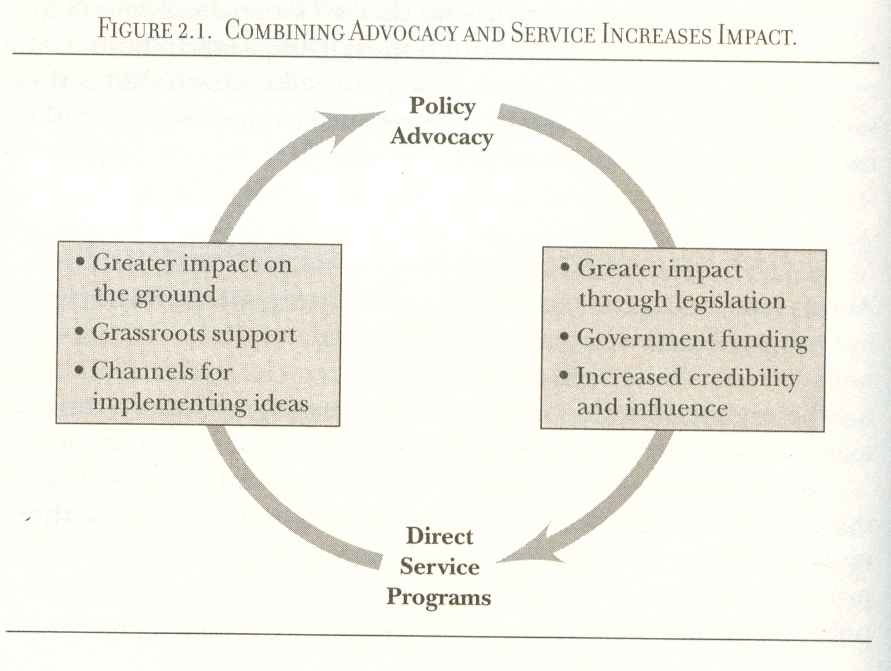 FIGURE 2.1. COMBINING ADVOCACY AND SERVICE INCREASES IMPACT.
Policy
Advocacy
• Greater impact on
the ground
• Grassroots support
• Channels for
implementing ideas
• Greater impact
through legislation
• Government funding
• Increased credibility
and influence
Direct
Service
Programs